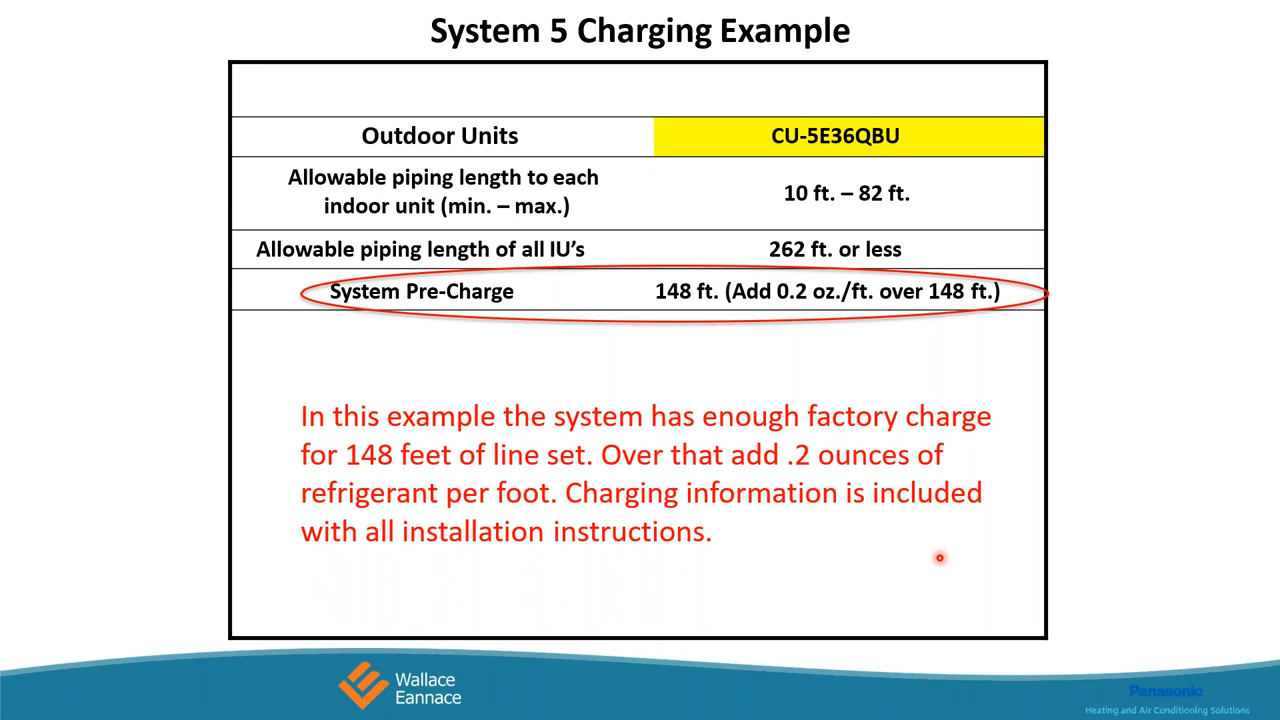 System 5 Charging Example
Outdoor Units CU-5E36QBU
Allowable piping length to each
indoor unit (min. – max.) 10 ft. – 82 ft.
Allowable piping length of all IU's 262 ft. or less
System Pre-Charge 148 ft. (Add 0.2 oz./ft. over 148 ft.)
In this example the system has enough factory charge
for 148 feet of line set. Over that add .2 ounces of
refrigerant per foot. Charging information is included
with all installation instructions.
Wallace
Eannace
Panasonic
Heating and Air Conditioning Solutions